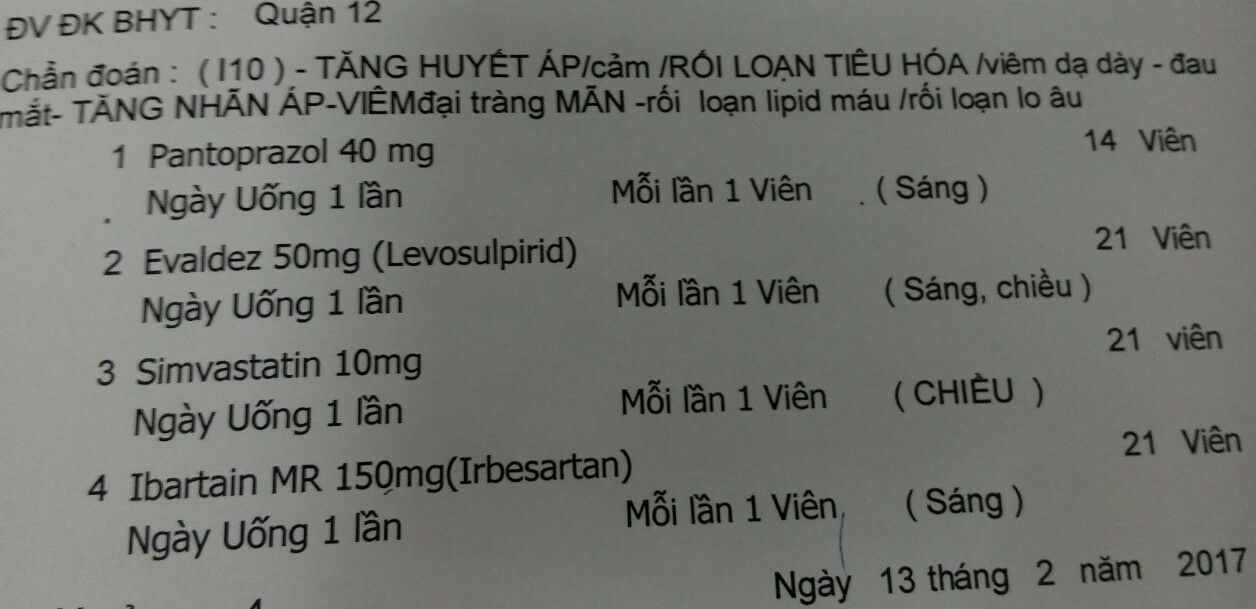 ĐV ĐK BHYT : Quận 12
Chẩn đoán : ( I10 ) - TĂNG HUYẾT ÁP/cảm /RỐI LOẠN TIÊU HÓA /viêm dạ dày - đau
mắt- TĂNG NHÃN ÁP-VIÊMđại tràng MÃN -rối loạn lipid máu /rối loạn lo âu
1 Pantoprazol 40 mg 14 Viên
Ngày Uống 1 lần Mỗi lần 1 Viên ( Sáng )
2 Evaldez 50mg (Levosulpirid) 21 Viên
Ngày Uống 1 lần Mỗi lần 1 Viên ( Sáng, chiều )
3 Simvastatin 10mg 21 viên
Ngày Uống 1 lần Mỗi lần 1 Viên ( CHIỀU )
4 Ibartain MR 150mg(Irbesartan) 21 Viên
Ngày Uống 1 lần Mỗi lần 1 Viên ( Sáng )
Ngày 13 tháng 2 năm 2017